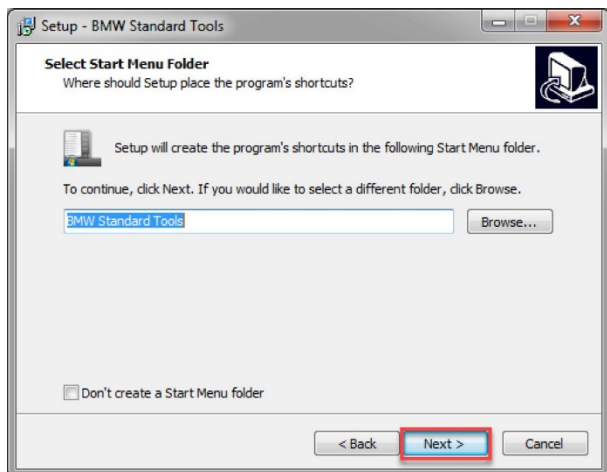 Setup - BMW Standard Tools
Select Start Menu Folder
Where should Setup place the program's shortcuts?
Setup will create the program's shortcuts in the following Start Menu folder.
To continue, click Next. If you would like to select a different folder, click Browse.
BMW Standard Tools
Browse...
Don't create a Start Menu folder
< Back
Next >
Cancel